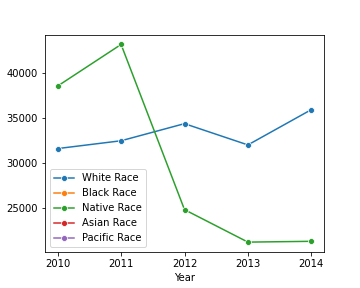 40000
35000
30000
25000
White Race
Black Race
Native Race
Asian Race
Pacific Race
2010 2011 2012 2013 2014
Year